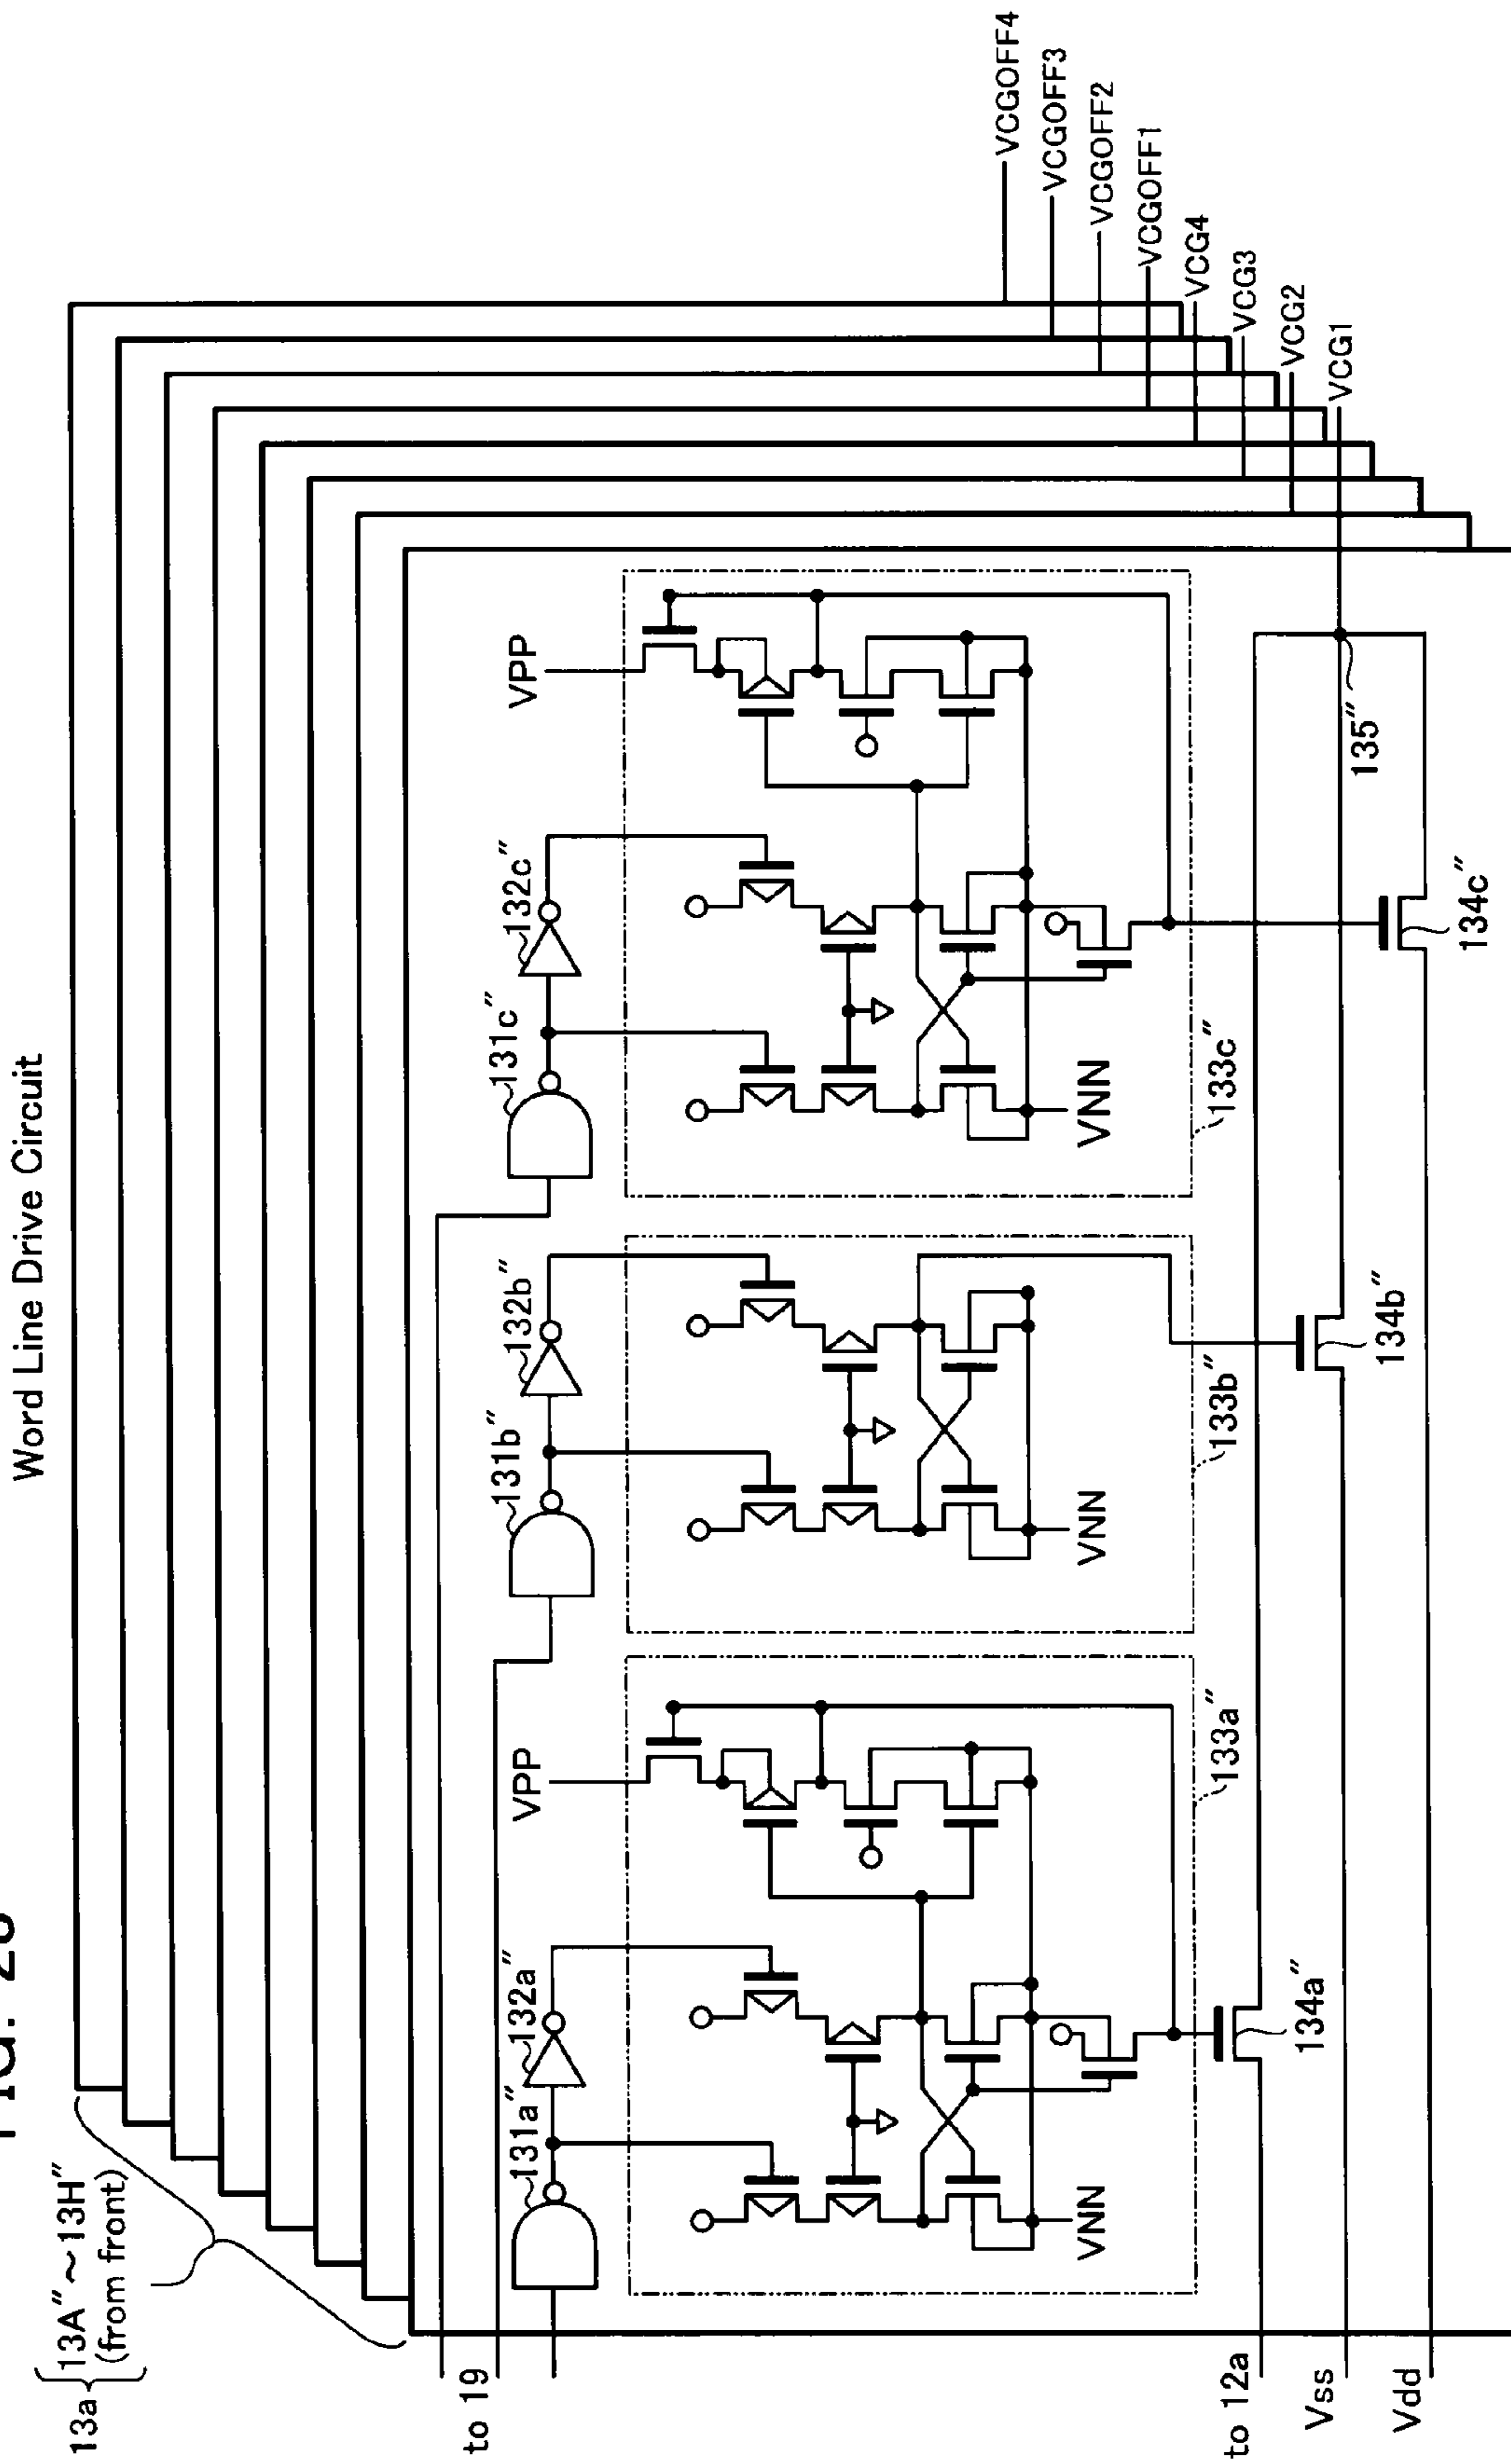 Word Line Drive Circuit
13a
13A″~13H″
(from front)
to 19
131a″
132a″
VPP
VNN
133a″
131b″
132b″
VNN
133b″
131c″
132c″
VPP
VNN
133c″
134a″
134b″
134c″
135″
to 12a
Vss
Vdd
VCGOFF4
VCGOFF3
VCGOFF2
VCGOFF1
VCG4
VCG3
VCG2
VCG1